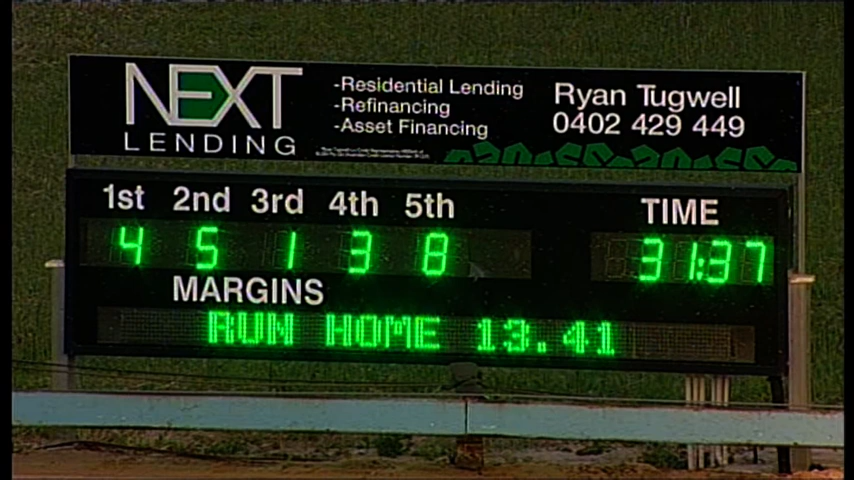 NEXT
LENDING
-Residential Lending
-Refinancing
-Asset Financing
Ryan Tugwell
0402 429 449
1st 2nd 3rd 4th 5th TIME
4 5 1 3 8 31:37
MARGINS
RUN HOME 13.41